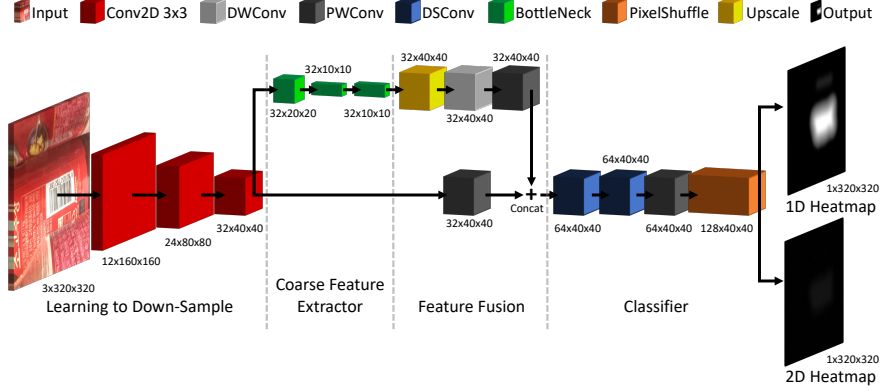 Input Conv2D 3x3 DWConv PWConv DSConv BottleNeck PixelShuffle Upscale Output
32x10x10
32x20x20
32x10x10
32x40x40
32x40x40
32x40x40
3x320x320
12x160x160
24x80x80
32x40x40
32x40x40
Concat
64x40x40
64x40x40
64x40x40
128x40x40
1x320x320
1D Heatmap
1x320x320
2D Heatmap
Learning to Down-Sample
Coarse Feature
Extractor
Feature Fusion
Classifier